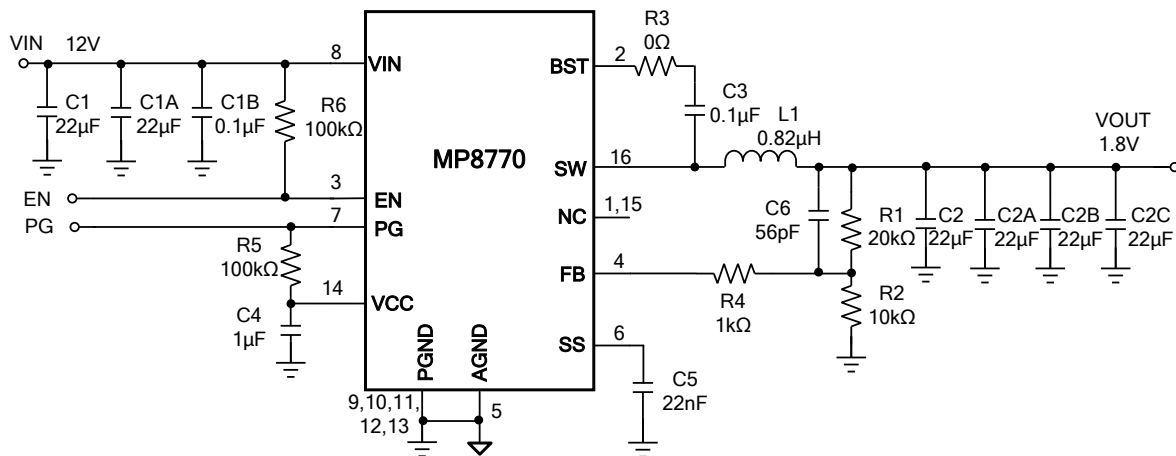 VIN
12V
C1
22µF
C1A
22µF
C1B
0.1µF
R6
100kΩ
EN
PG
R5
100kΩ
C4
1µF
8
3
7
14
VIN
EN
PG
VCC
MP8770
BST
SW
NC
FB
SS
PGND
AGND
9,10,11,
12,13
5
2
16
1,15
4
6
R3
0Ω
C3
0.1µF
L1
0.82µH
C6
56pF
R1
20kΩ
R4
1kΩ
R2
10kΩ
C5
22nF
C2
22µF
C2A
22µF
C2B
22µF
C2C
22µF
VOUT
1.8V